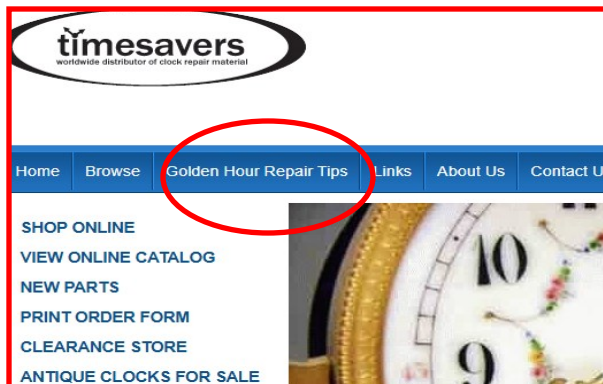 timesavers
worldwide distributor of clock repair material
Home Browse Golden Hour Repair Tips Links About Us Contact U
SHOP ONLINE
VIEW ONLINE CATALOG
NEW PARTS
PRINT ORDER FORM
CLEARANCE STORE
ANTIQUE CLOCKS FOR SALE
10
9